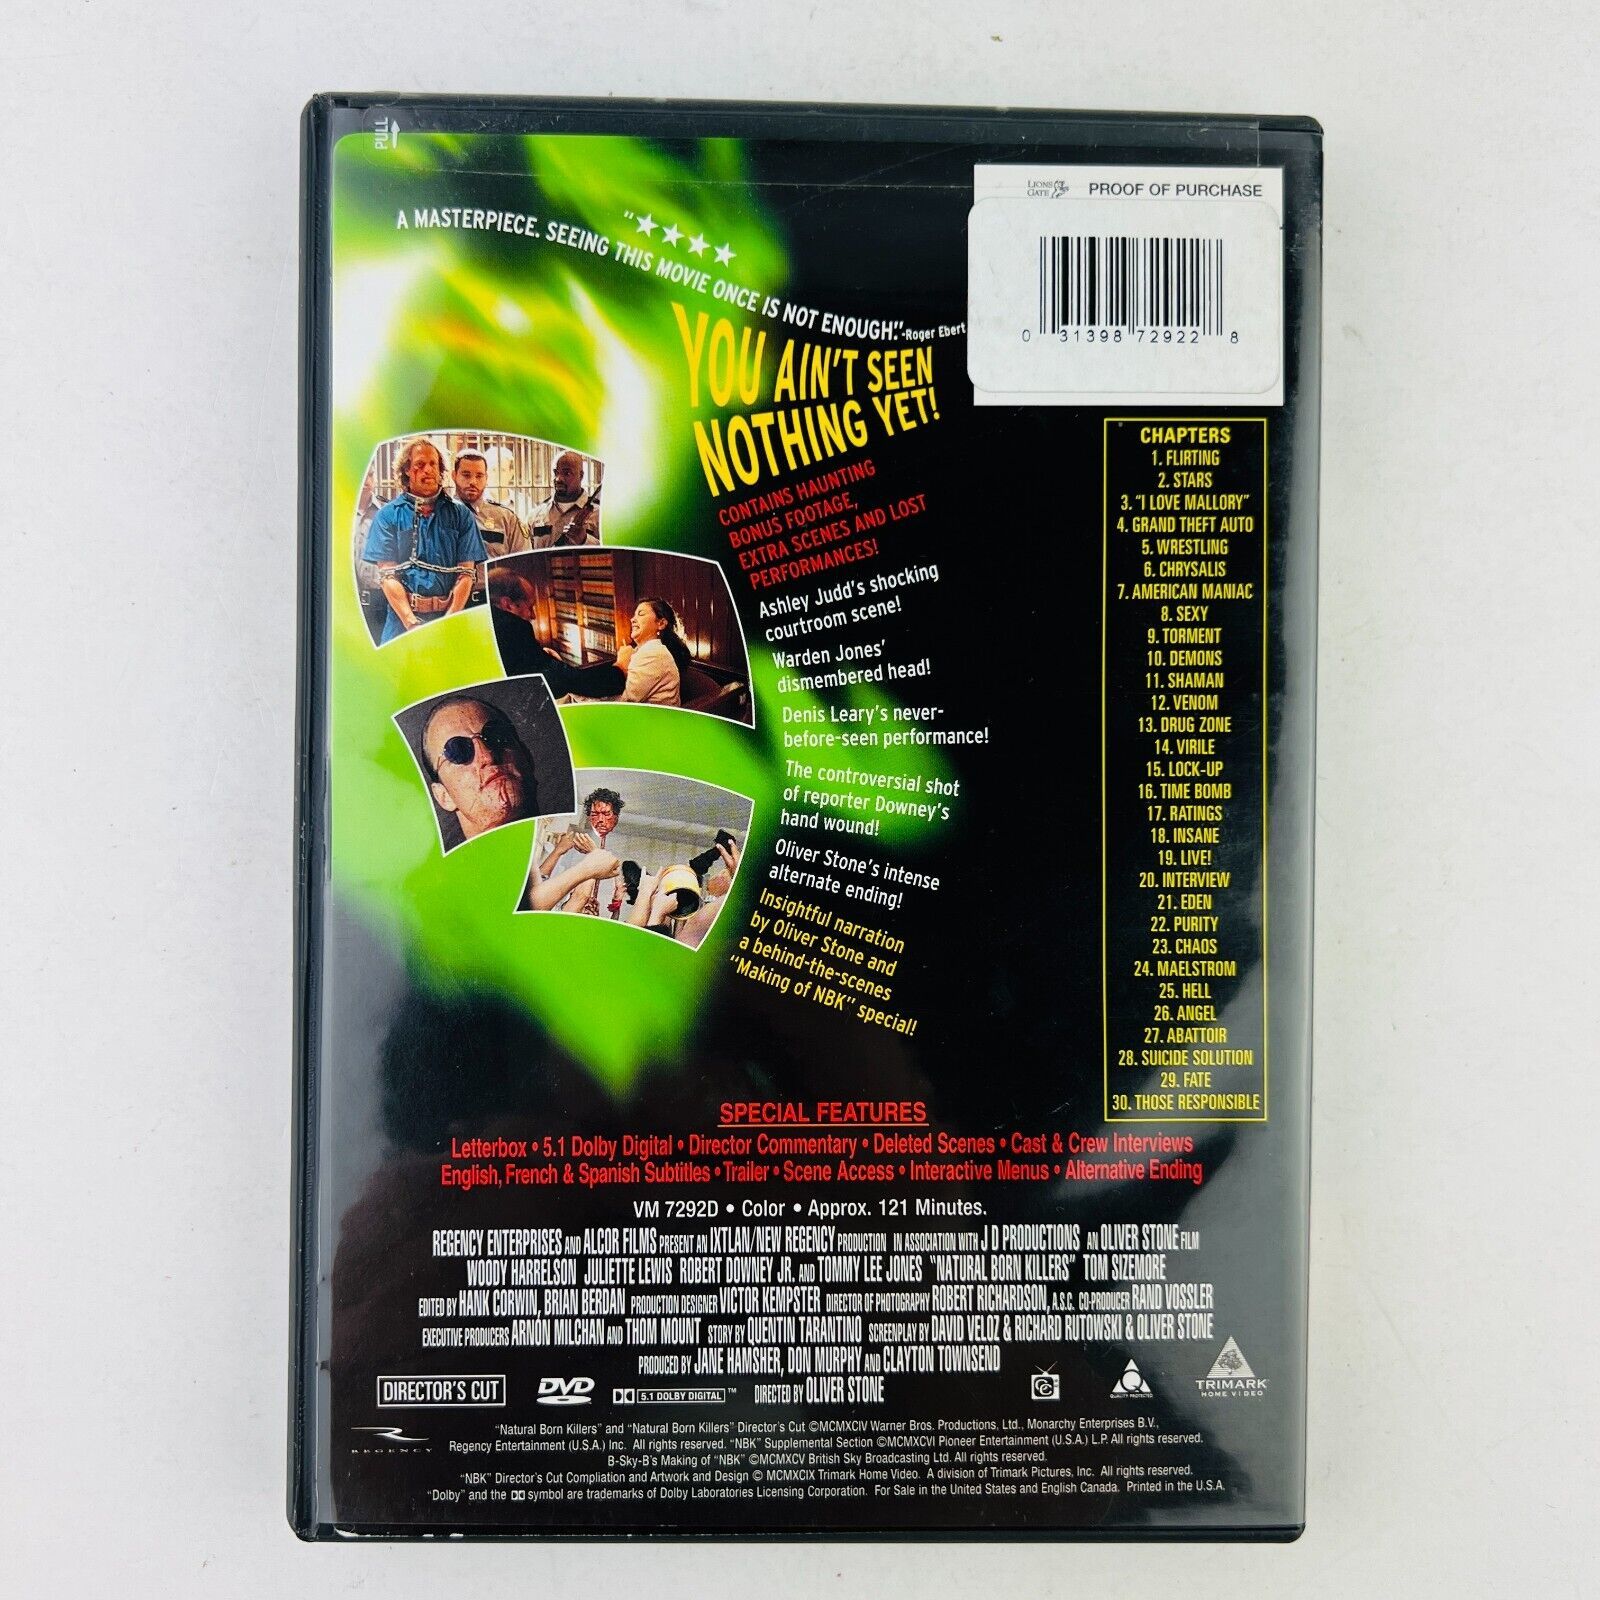 PULL
LIONS GATE PROOF OF PURCHASE
0 31398 72922 8
"★★★★
A MASTERPIECE. SEEING THIS MOVIE ONCE IS NOT ENOUGH." -Roger Ebert
YOU AIN'T SEEN
NOTHING YET!
CONTAINS HAUNTING
BONUS FOOTAGE,
EXTRA SCENES AND LOST
PERFORMANCES!
Ashley Judd's shocking
courtroom scene!
Warden Jones'
dismembered head!
Denis Leary's never-
before-seen performance!
The controversial shot
of reporter Downey's
hand wound!
Oliver Stone's intense
alternate ending!
Insightful narration
by Oliver Stone and
a behind-the-scenes
"Making of NBK" special!
CHAPTERS
1. FLIRTING
2. STARS
3. "I LOVE MALLORY"
4. GRAND THEFT AUTO
5. WRESTLING
6. CHRYSALIS
7. AMERICAN MANIAC
8. SEXY
9. TORMENT
10. DEMONS
11. SHAMAN
12. VENOM
13. DRUG ZONE
14. VIRILE
15. LOCK-UP
16. TIME BOMB
17. RATINGS
18. INSANE
19. LIVE!
20. INTERVIEW
21. EDEN
22. PURITY
23. CHAOS
24. MAELSTROM
25. HELL
26. ANGEL
27. ABATTOIR
28. SUICIDE SOLUTION
29. FATE
30. THOSE RESPONSIBLE
SPECIAL FEATURES
Letterbox • 5.1 Dolby Digital • Director Commentary • Deleted Scenes • Cast & Crew Interviews
English, French & Spanish Subtitles • Trailer • Scene Access • Interactive Menus • Alternative Ending
VM 7292D • Color • Approx. 121 Minutes.
REGENCY ENTERPRISES AND ALCOR FILMS PRESENT AN IXTLAN/NEW REGENCY PRODUCTION IN ASSOCIATION WITH J D PRODUCTIONS AN OLIVER STONE FILM
WOODY HARRELSON JULIETTE LEWIS ROBERT DOWNEY JR. AND TOMMY LEE JONES "NATURAL BORN KILLERS" TOM SIZEMORE
EDITED BY HANK CORWIN, BRIAN BERDAN PRODUCTION DESIGNER VICTOR KEMPSTER DIRECTOR OF PHOTOGRAPHY ROBERT RICHARDSON, A.S.C. CO-PRODUCER RAND VOSSLER
EXECUTIVE PRODUCERS ARNON MILCHAN AND THOM MOUNT STORY BY QUENTIN TARANTINO SCREENPLAY BY DAVID VELOZ & RICHARD RUTOWSKI & OLIVER STONE
PRODUCED BY JANE HAMSHER, DON MURPHY AND CLAYTON TOWNSEND
DIRECTED BY OLIVER STONE
DIRECTOR'S CUT DVD VIDEO 5.1 DOLBY DIGITAL ™ CC QUALITY PROTECTED TRIMARK HOME VIDEO
REGENCY
"Natural Born Killers" and "Natural Born Killers" Director's Cut ©MCMXCIV Warner Bros. Productions, Ltd., Monarchy Enterprises B.V.,
Regency Entertainment (U.S.A.) Inc. All rights reserved. "NBK" Supplemental Section ©MCMXCVI Pioneer Entertainment (U.S.A.) L.P. All rights reserved.
B-Sky-B's Making of "NBK" ©MCMXCV British Sky Broadcasting Ltd.
"NBK" Director's Cut Compliation and Artwork and Design © MCMXCIX Trimark Home Video. A division of Trimark Pictures, Inc. All rights reserved.
"Dolby" and the DD symbol are trademarks of Dolby Laboratories Licensing Corporation. For Sale in the United States and English Canada. Printed in the U.S.A.